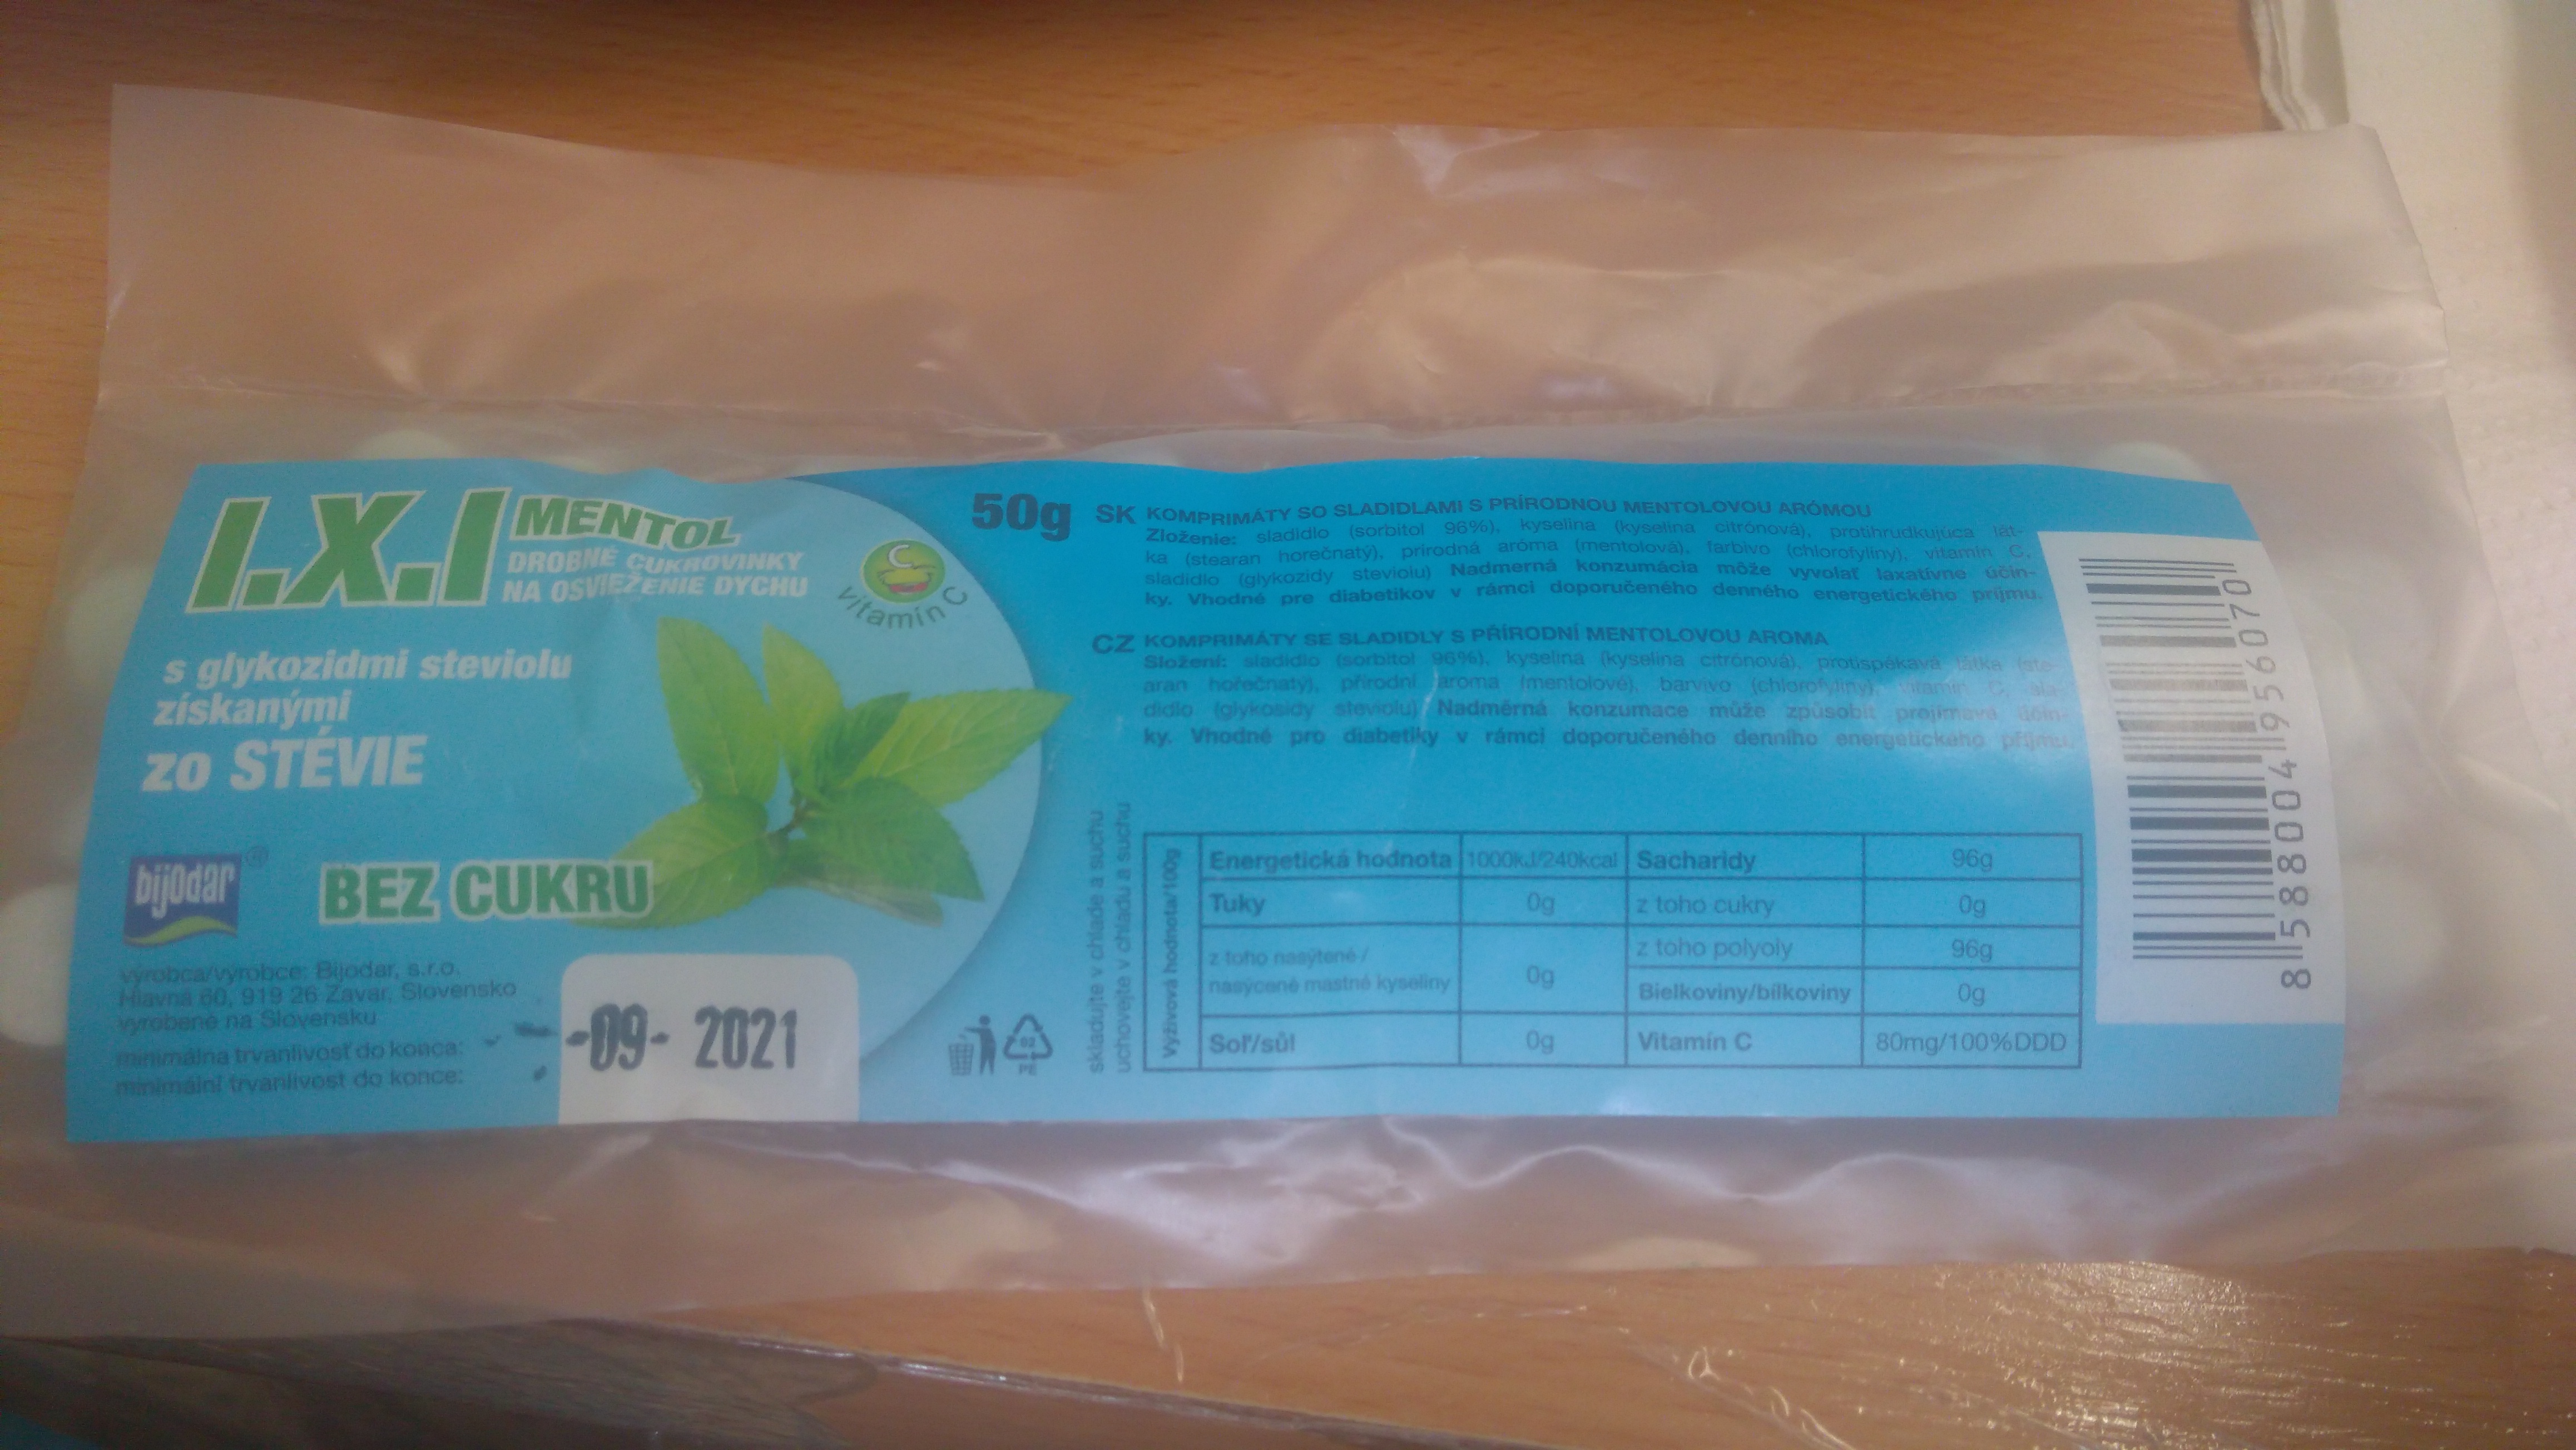 I.X.I MENTOL
DROBNÉ CUKROVINKY
NA OSVIEŽENIE DYCHU
C
vitamín C
s glykozidmi steviolu
získanými
zo STÉVIE
bijodar®
BEZ CUKRU
výrobca/výrobce: Bijodar, s.r.o.
Hlavná 60, 919 26 Zavar, Slovensko
vyrobené na Slovensku
minimálna trvanlivosť do konca:
minimální trvanlivost do konce:
-09- 2021
50g
SK KOMPRIMÁTY SO SLADIDLAMI S PRÍRODNOU MENTOLOVOU ARÓMOU
Zloženie: sladidlo (sorbitol 96%), kyselina (kyselina citrónová), protihrudkujúca lát-
ka (stearan horečnatý), prírodná aróma (mentolová), farbivo (chlorofylíny), vitamín C,
sladidlo (glykozidy steviolu) Nadmerná konzumácia môže vyvolať laxatívne účin-
ky. Vhodné pre diabetikov v rámci doporučeného denného energetického príjmu.
CZ KOMPRIMÁTY SE SLADIDLY S PŘÍRODNÍ MENTOLOVOU AROMA
Složení: sladidlo (sorbitol 96%), kyselina (kyselina citrónová), protispékavá látka (ste-
aran hořečnatý), přírodní aroma (mentolové), barvivo (chlorofyliny), vitamin C, sla-
didlo (glykosidy steviolu) Nadměrná konzumace může způsobit projímavé účin-
ky. Vhodné pro diabetiky v rámci doporučeného denního energetického příjmu.
skladujte v chlade a suchu
uchovejte v chladu a suchu
02
PE
Výživová hodnota/100g
Energetická hodnota 1000kJ/240kcal Sacharidy 96g
Tuky 0g z toho cukry 0g
z toho nasýtené / nasycené mastné kyseliny 0g z toho polyoly 96g
Bielkoviny/bílkoviny 0g
Soľ/sůl 0g Vitamín C 80mg/100%DDD
8 588004 956070